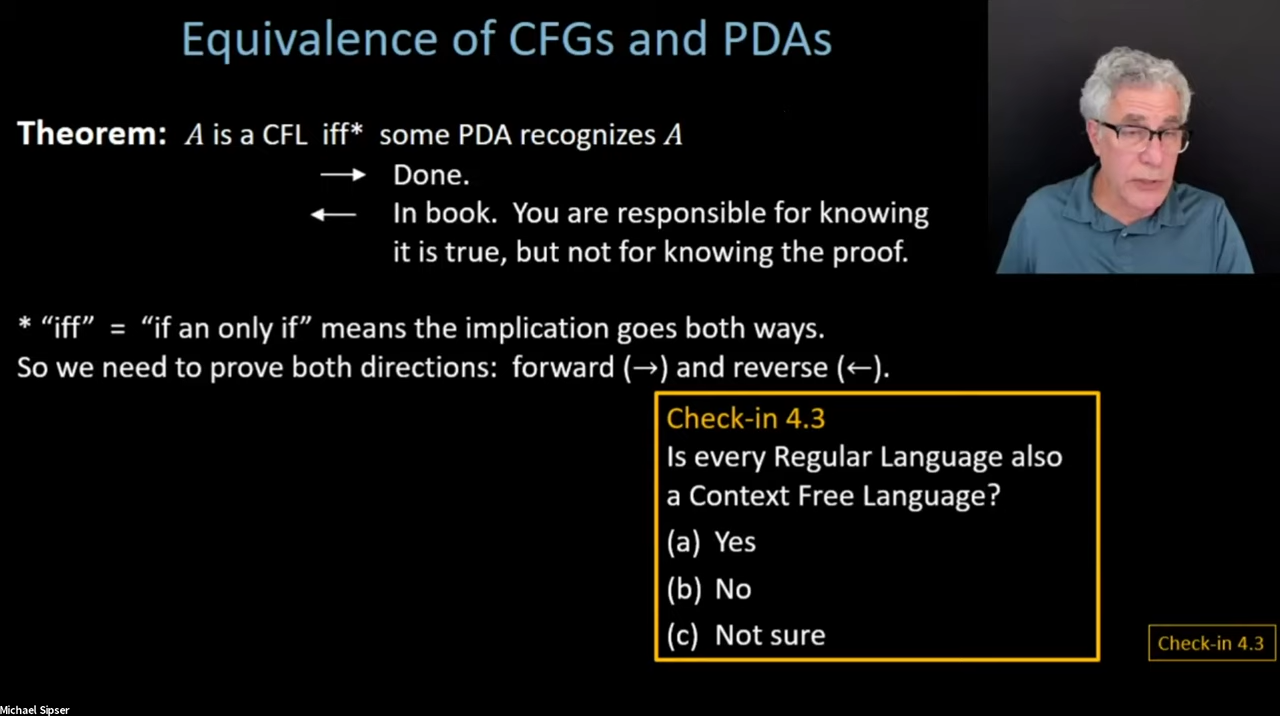 Equivalence of CFGs and PDAs
Theorem: A is a CFL iff* some PDA recognizes A
→ Done.
← In book. You are responsible for knowing
it is true, but not for knowing the proof.
* “iff” = “if an only if” means the implication goes both ways.
So we need to prove both directions: forward (→) and reverse (←).
Check-in 4.3
Is every Regular Language also
a Context Free Language?
(a) Yes
(b) No
(c) Not sure
Check-in 4.3
Michael Sipser